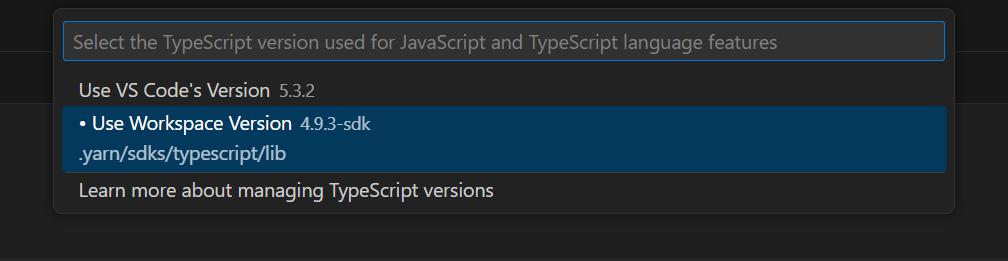 Select the TypeScript version used for JavaScript and TypeScript language features
Use VS Code's Version 5.3.2
• Use Workspace Version 4.9.3-sdk
.yarn/sdks/typescript/lib
Learn more about managing TypeScript versions